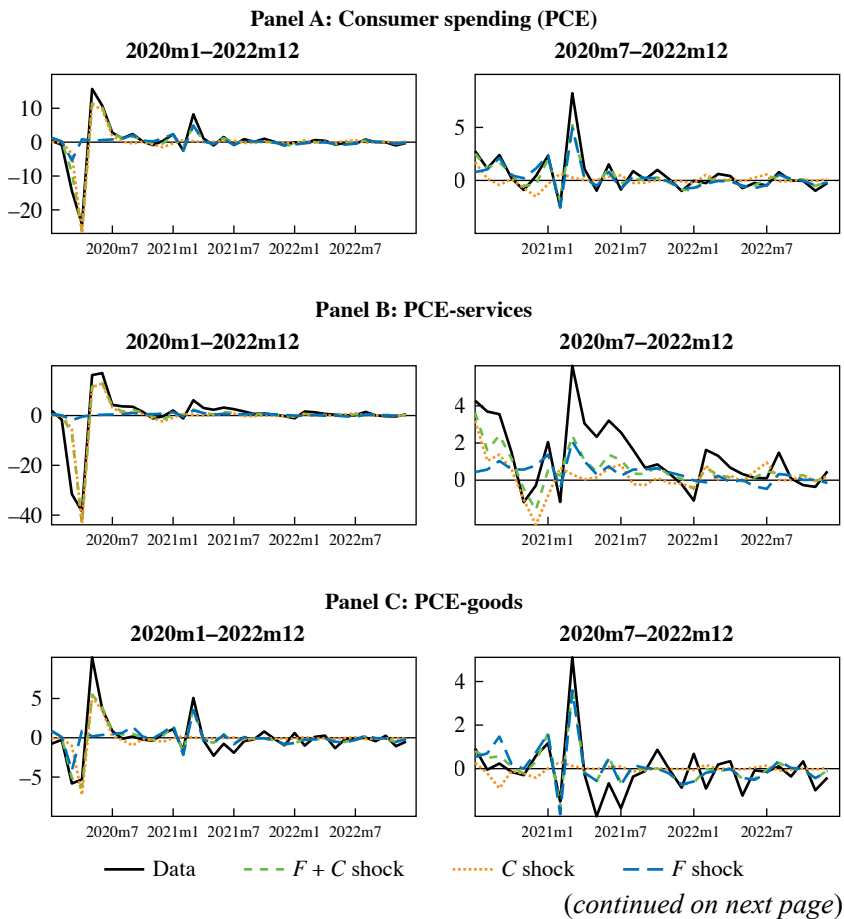 Panel A: Consumer spending (PCE)
2020m1–2022m12
2020m7–2022m12
10
0
–10
–20
2020m7 2021m1 2021m7 2022m1 2022m7
5
0
2021m1 2021m7 2022m1 2022m7
Panel B: PCE-services
2020m1–2022m12
2020m7–2022m12
0
–20
–40
2020m7 2021m1 2021m7 2022m1 2022m7
4
2
0
2021m1 2021m7 2022m1 2022m7
Panel C: PCE-goods
2020m1–2022m12
2020m7–2022m12
5
0
–5
2020m7 2021m1 2021m7 2022m1 2022m7
4
2
0
2021m1 2021m7 2022m1 2022m7
Data F + C shock C shock F shock
(continued on next page)